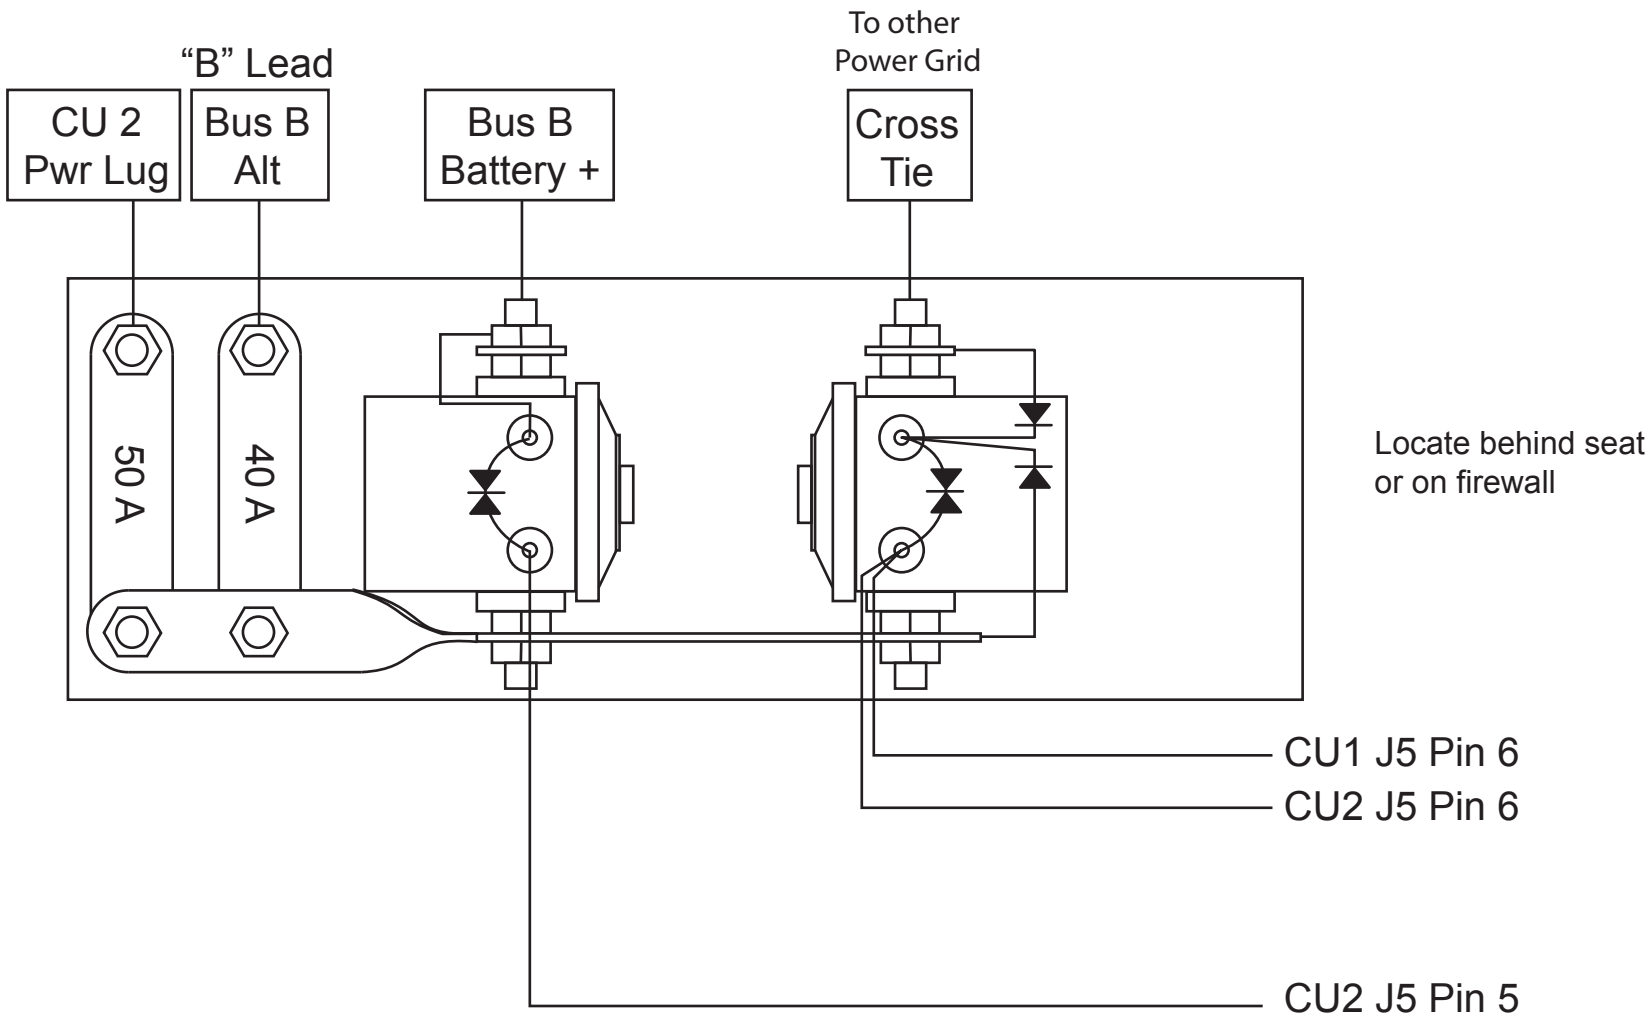 To other
Power Grid
“B” Lead
CU 2
Pwr Lug
Bus B
Alt
Bus B
Battery +
Cross
Tie
50 A
40 A
Locate behind seat
or on firewall
CU1 J5 Pin 6
CU2 J5 Pin 6
CU2 J5 Pin 5